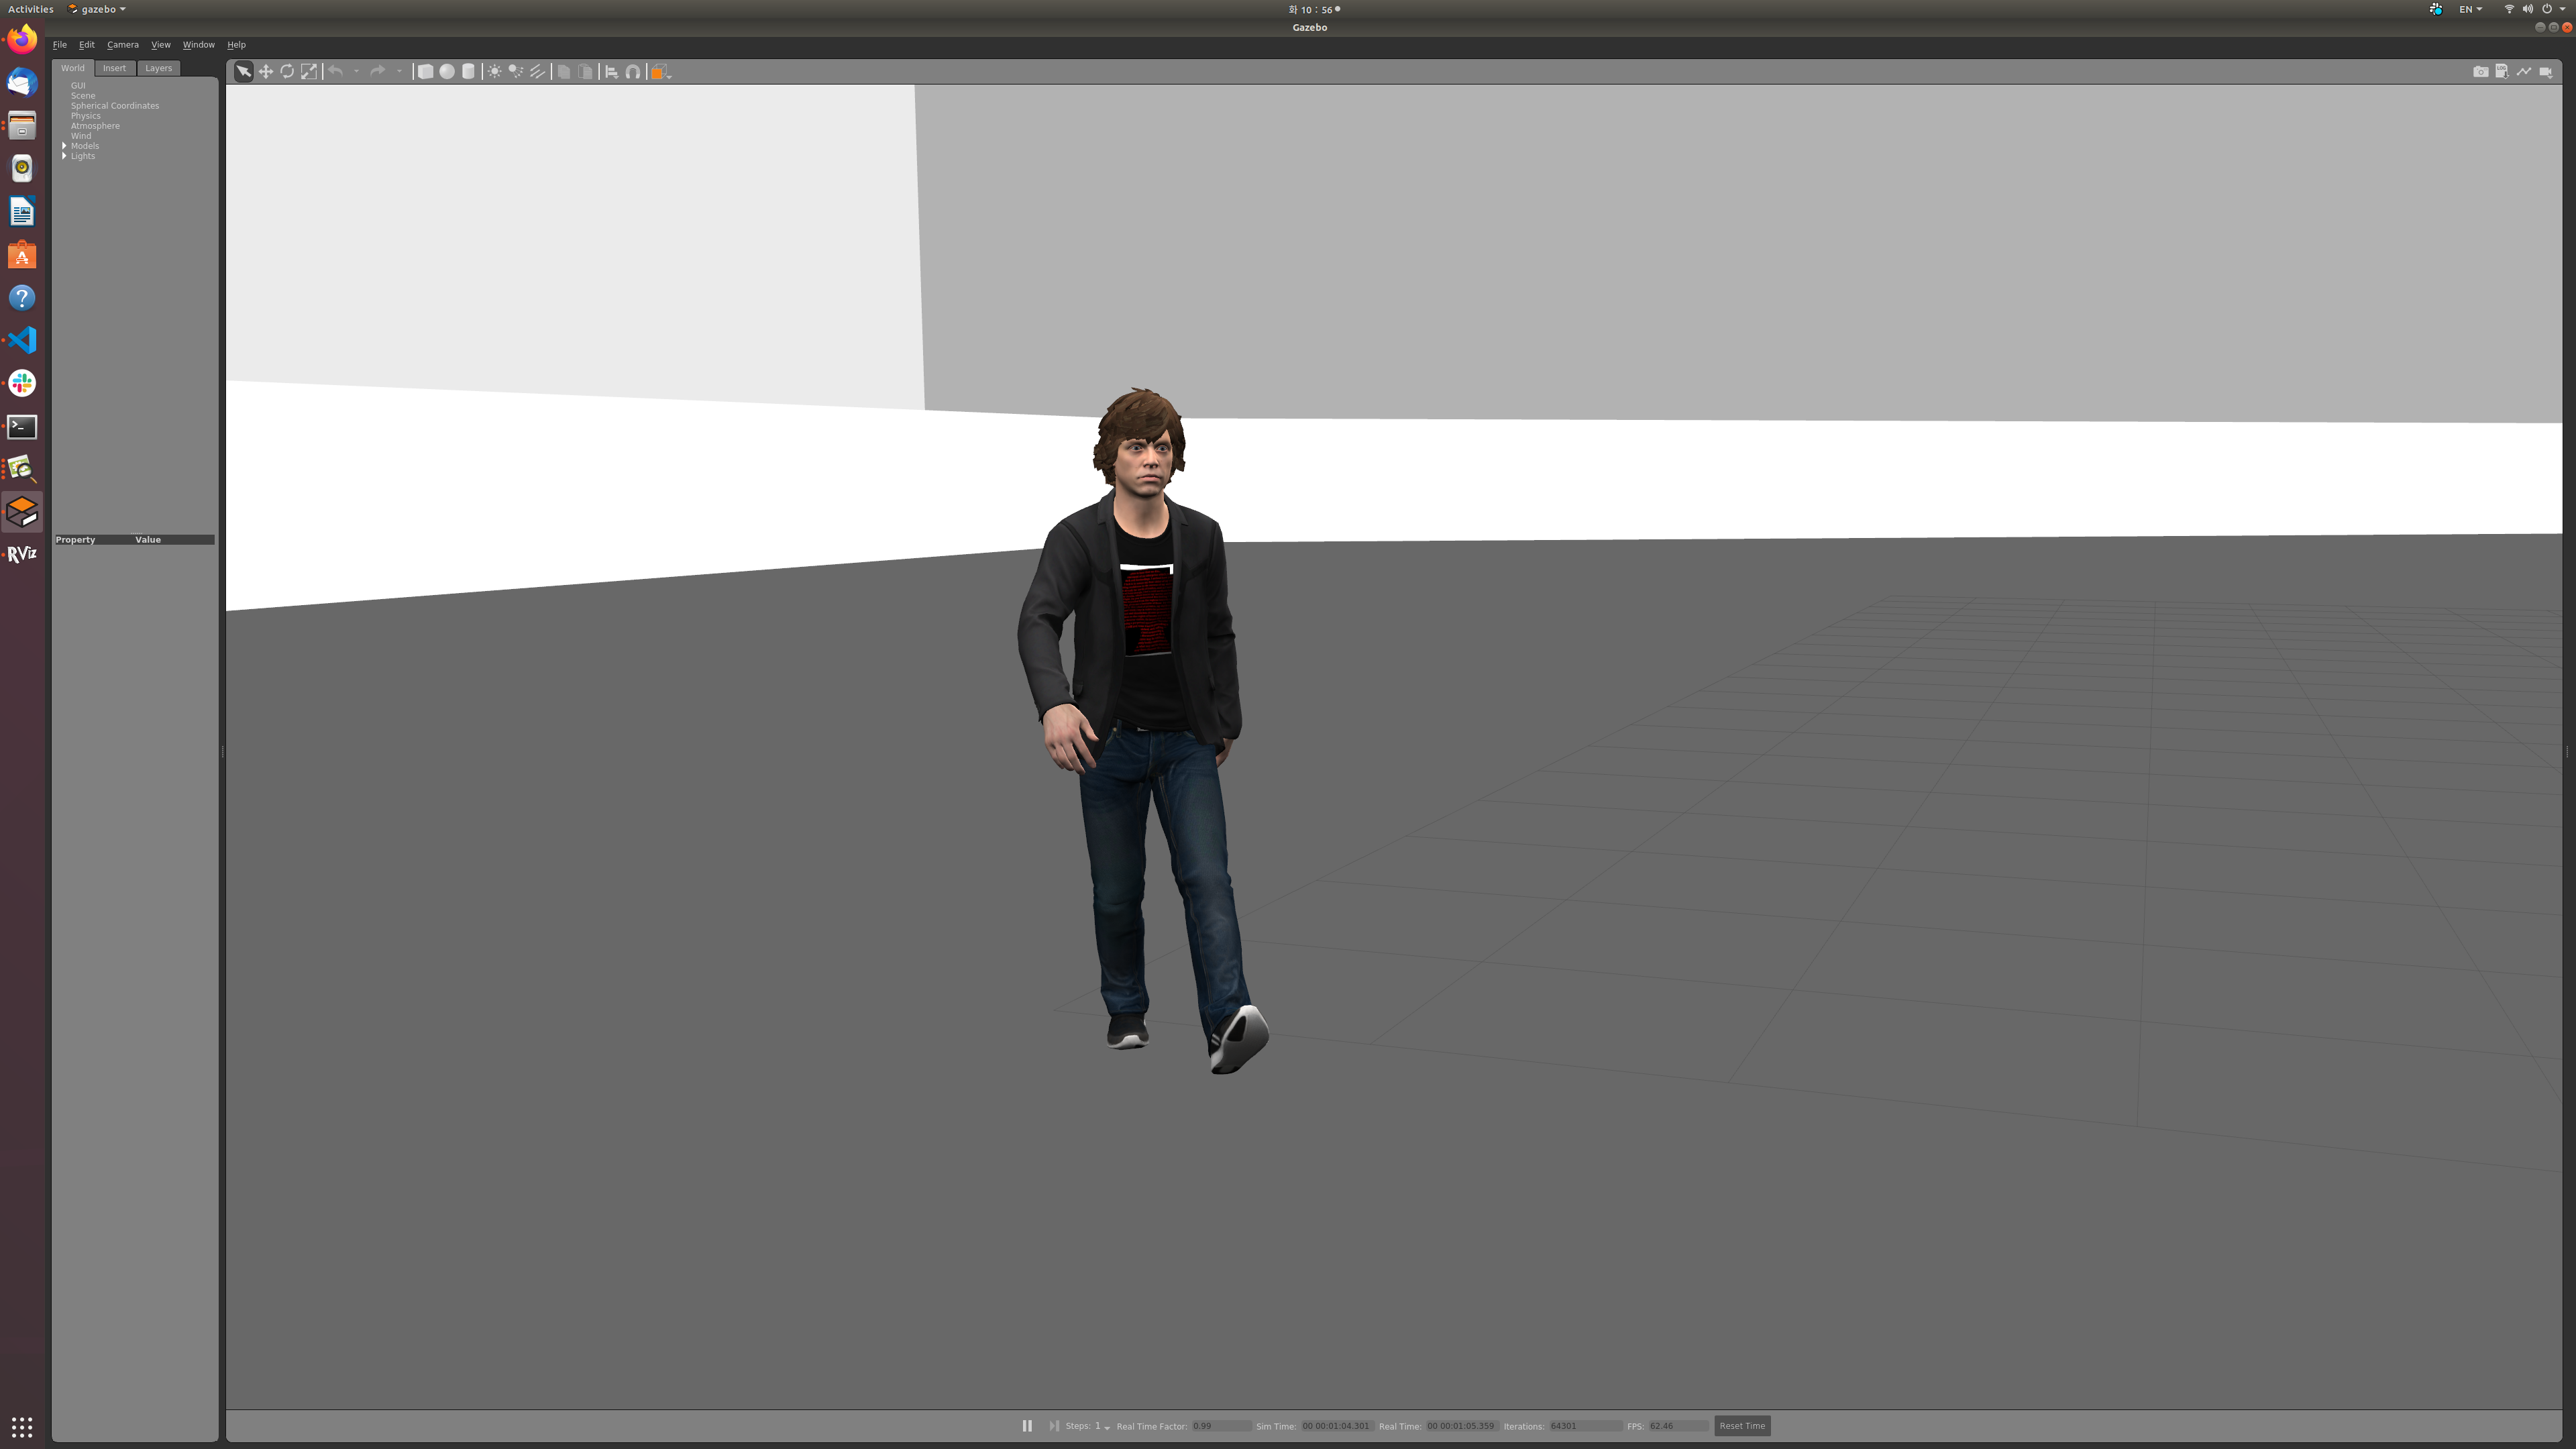 Activities gazebo 화 10 : 56 EN
Gazebo
File Edit Camera View Window Help
World Insert Layers
GUI
Scene
Spherical Coordinates
Physics
Atmosphere
Wind
Models
Lights
Property Value
RViz
Steps: 1 Real Time Factor: 0.99 Sim Time: 00 00:01:04.301 Real Time: 00 00:01:05.359 Iterations: 64301 FPS: 62.46 Reset Time